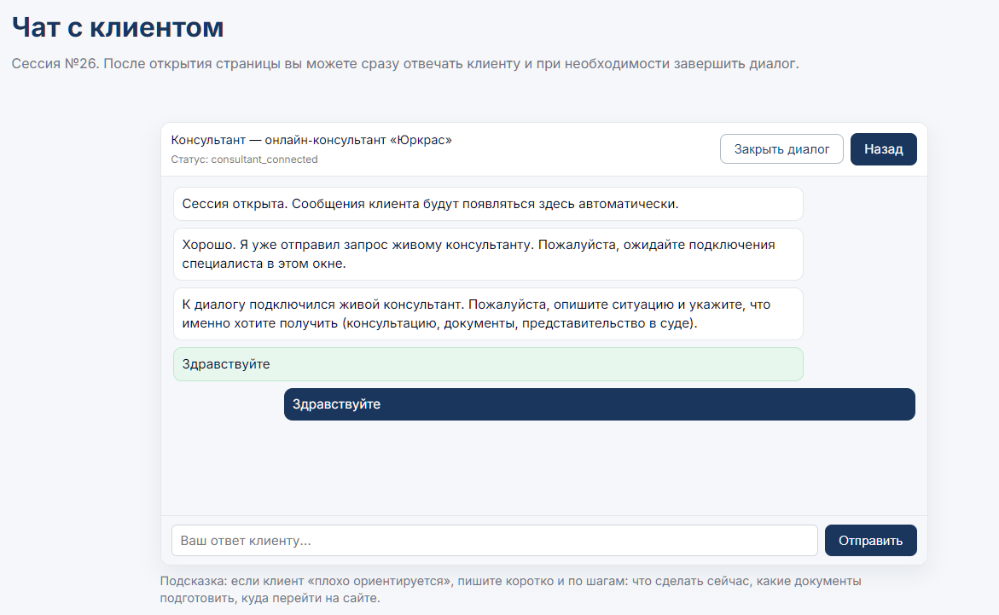 Чат с клиентом
Сессия №26. После открытия страницы вы можете сразу отвечать клиенту и при необходимости завершить диалог.
Консультант — онлайн-консультант «Юркрас»
Статус: consultant_connected
Закрыть диалог
Назад
Сессия открыта. Сообщения клиента будут появляться здесь автоматически.
Хорошо. Я уже отправил запрос живому консультанту. Пожалуйста, ожидайте подключения
специалиста в этом окне.
К диалогу подключился живой консультант. Пожалуйста, опишите ситуацию и укажите, что
именно хотите получить (консультацию, документы, представительство в суде).
Здравствуйте
Здравствуйте
Ваш ответ клиенту...
Отправить
Подсказка: если клиент «плохо ориентируется», пишите коротко и по шагам: что сделать сейчас, какие документы
подготовить, куда перейти на сайте.